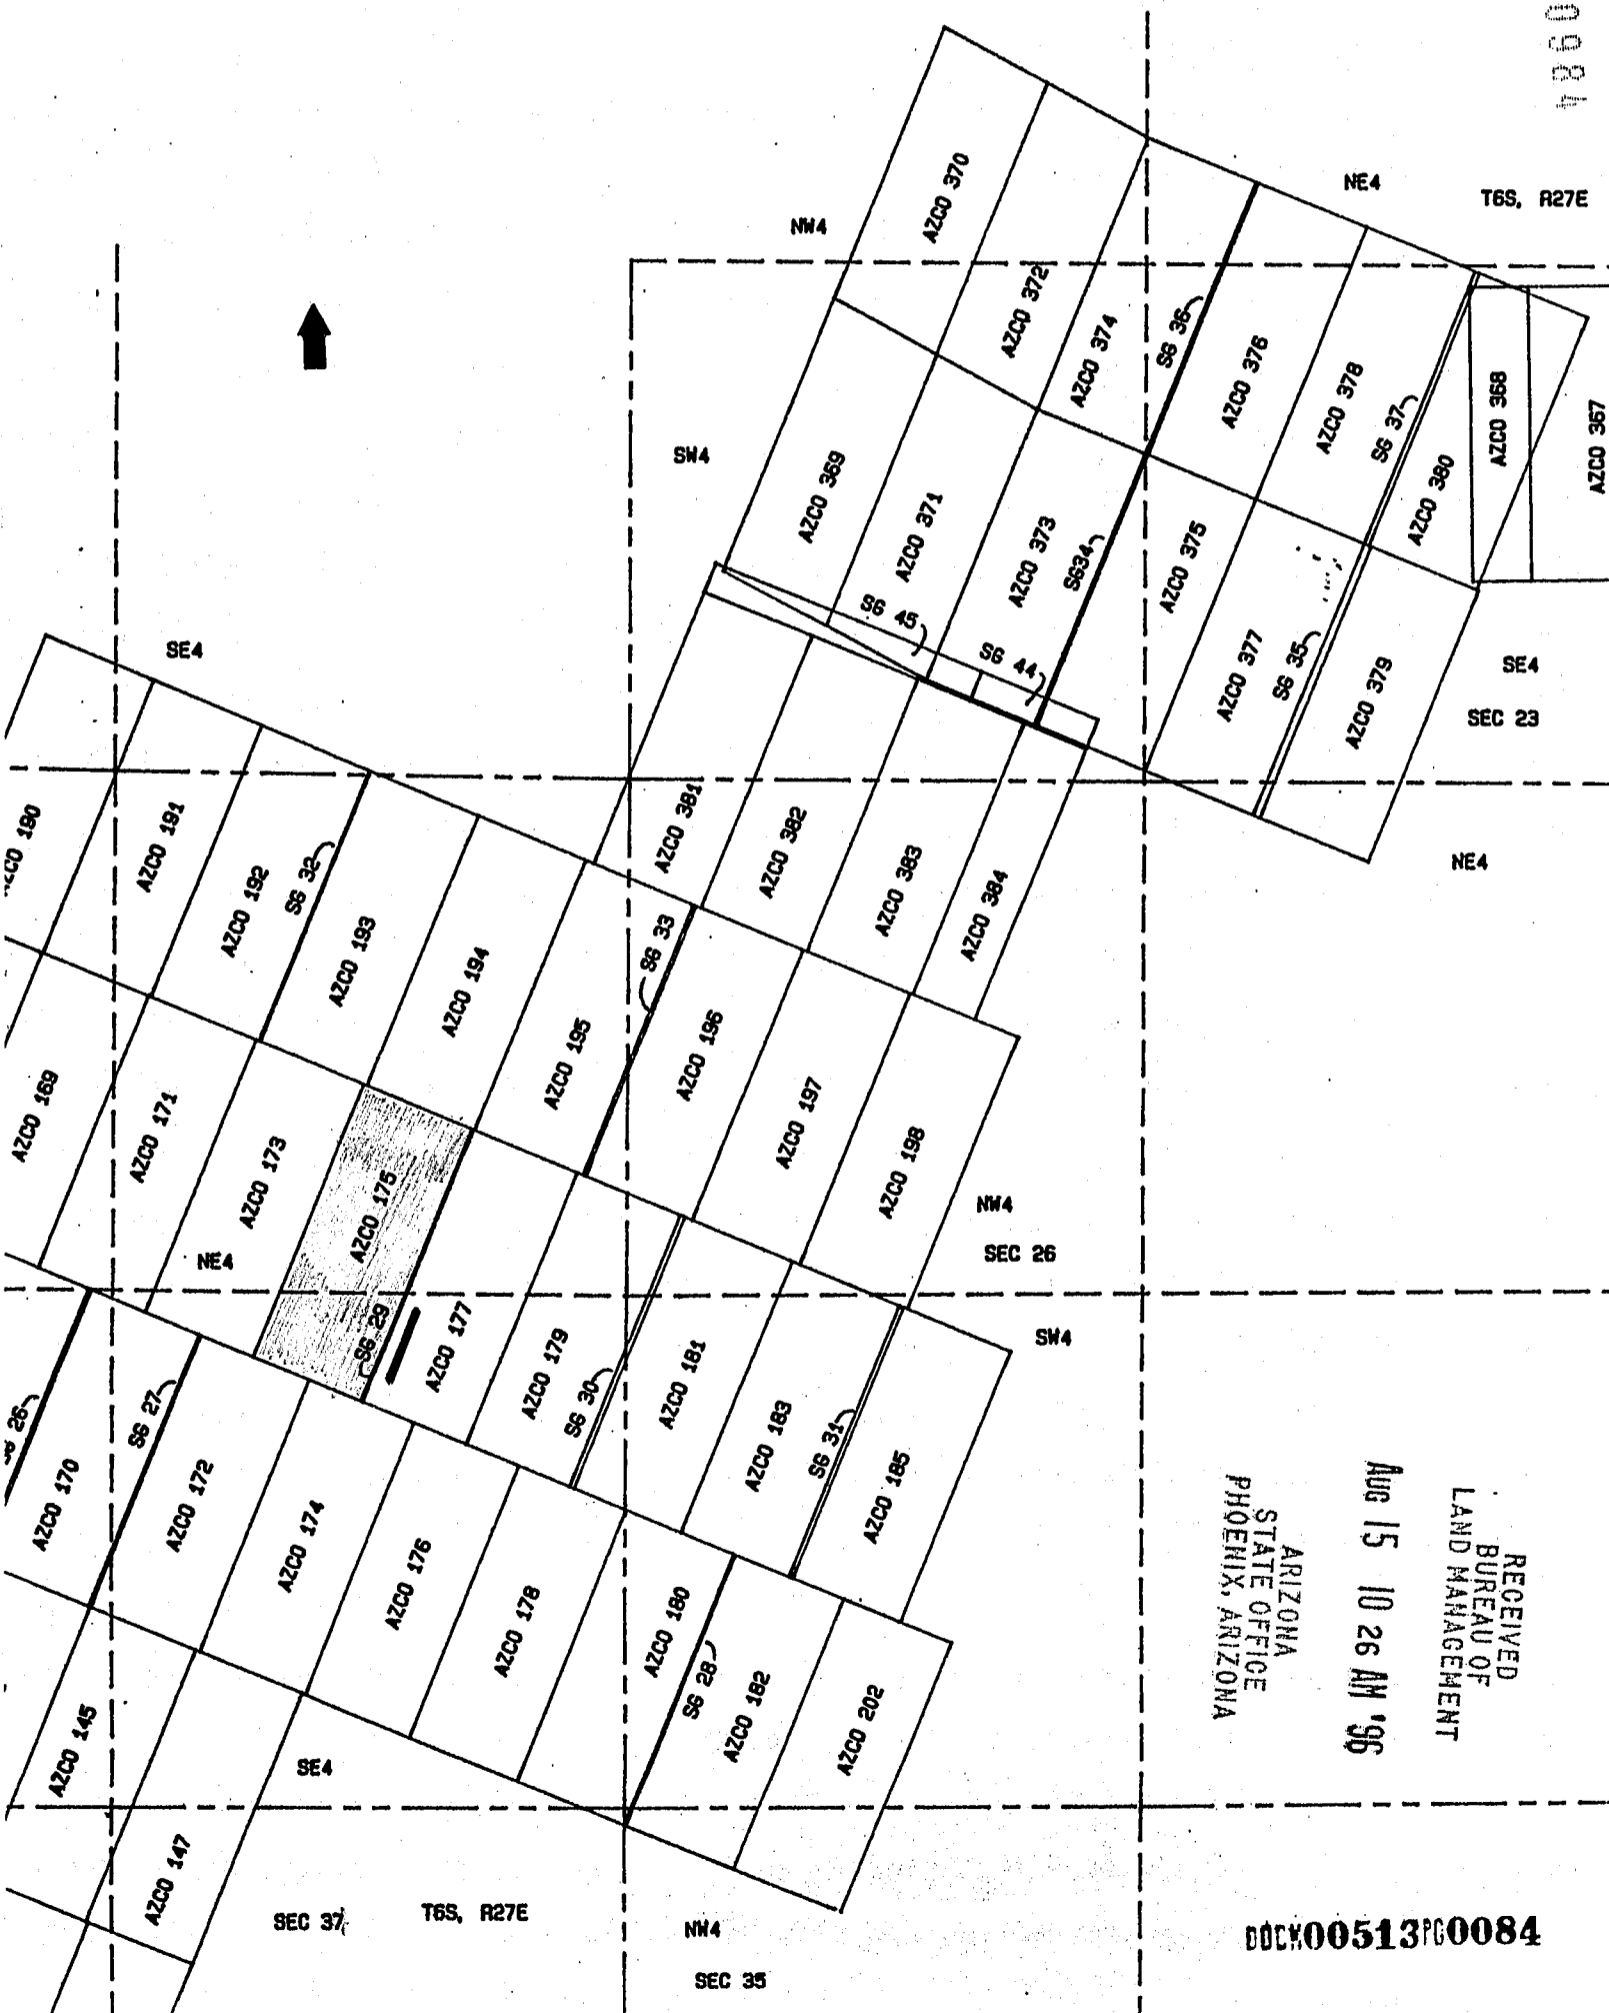 0984
NE4
T6S, R27E
NW4
AZCO 370
AZCO 372
AZCO 374
SG 36
AZCO 376
AZCO 378
SG 37
AZCO 380
AZCO 368
AZCO 367
SW4
AZCO 369
AZCO 371
AZCO 373
SG34
AZCO 375
AZCO 377
SG 35
AZCO 379
SG 45
SG 44
SE4
SEC 23
SE4
NE4
AZCO 381
AZCO 382
AZCO 383
AZCO 384
AZCO 190
AZCO 191
AZCO 192
SG 32
AZCO 193
AZCO 194
AZCO 195
SG 33
AZCO 196
AZCO 197
AZCO 198
NW4
SEC 26
AZCO 169
AZCO 171
AZCO 173
NE4
AZCO 175
SG 29
AZCO 177
AZCO 179
SG 30
AZCO 181
AZCO 183
SG 31
AZCO 185
SW4
SG 26
AZCO 170
SG 27
AZCO 172
AZCO 174
AZCO 176
AZCO 178
AZCO 180
SG 28
AZCO 182
AZCO 202
AZCO 145
AZCO 147
SE4
SEC 37
T6S, R27E
NW4
SEC 35
RECEIVED
BUREAU OF
LAND MANAGEMENT
AUG 15 10 26 AM '96
ARIZONA
STATE OFFICE
PHOENIX, ARIZONA
DOCK00513PG0084